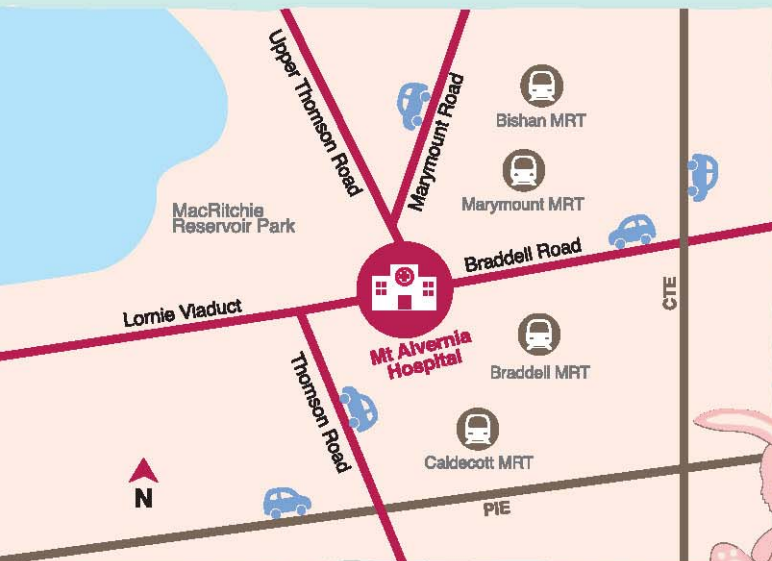 Upper Thomson Road
Marymount Road
Bishan MRT
Marymount MRT
MacRitchie
Reservoir Park
Braddell Road
CTE
Lornie Viaduct
Mt Alvernia
Hospital
Braddell MRT
Thomson Road
Caldecott MRT
N
PIE